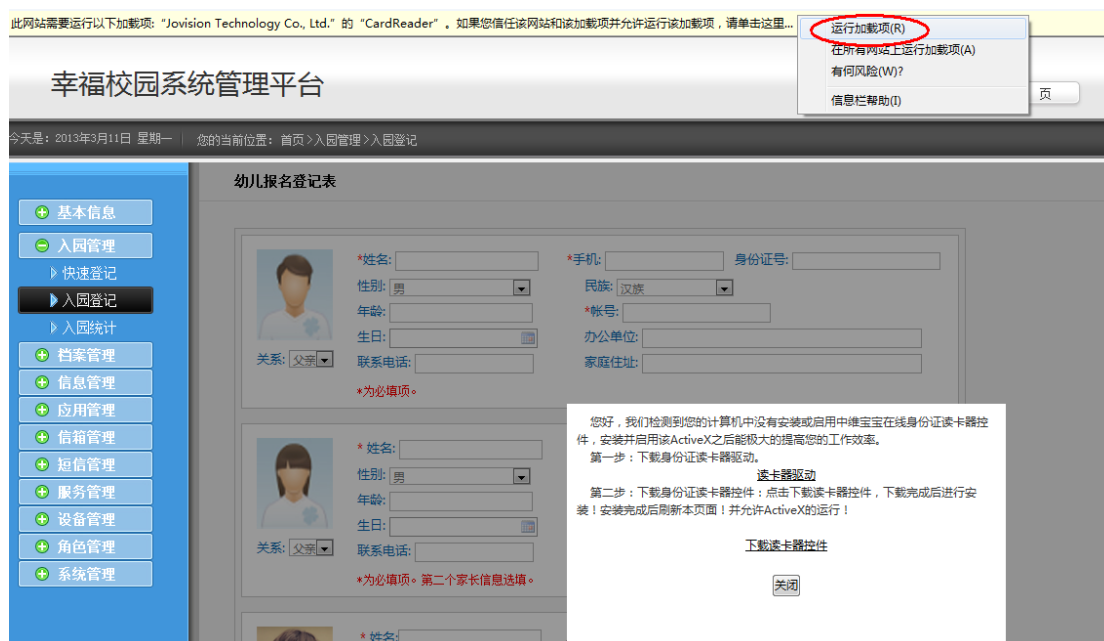 此网站需要运行以下加载项: "Jovision Technology Co., Ltd." 的 "CardReader"。如果您信任该网站和该加载项并允许运行该加载项，请单击这里...
运行加载项(R)
在所有网站上运行加载项(A)
有何风险(W)?
信息栏帮助(I)
幸福校园系统管理平台
页
今天是: 2013年3月11日 星期一
您的当前位置: 首页>入园管理>入园登记
幼儿报名登记表
基本信息
入园管理
快速登记
入园登记
入园统计
档案管理
信息管理
应用管理
信箱管理
短信管理
服务管理
设备管理
角色管理
系统管理
*姓名:
*手机:
身份证号:
性别: 男
民族: 汉族
年龄:
*帐号:
生日:
办公单位:
关系: 父亲
联系电话:
家庭住址:
*为必填项。
* 姓名:
性别: 男
年龄:
生日:
关系: 父亲
联系电话:
*为必填项。第二个家长信息选填。
* 姓名:
您好，我们检测到您的计算机中没有安装或启用中维宝宝在线身份证读卡器控
件，安装并启用该ActiveX之后能极大的提高您的工作效率。
第一步：下载身份证读卡器驱动。
读卡器驱动
第二步：下载身份证读卡器控件：点击下载读卡器控件，下载完成后进行安
装！安装完成后刷新本页面！并允许ActiveX的运行！
下载读卡器控件
关闭